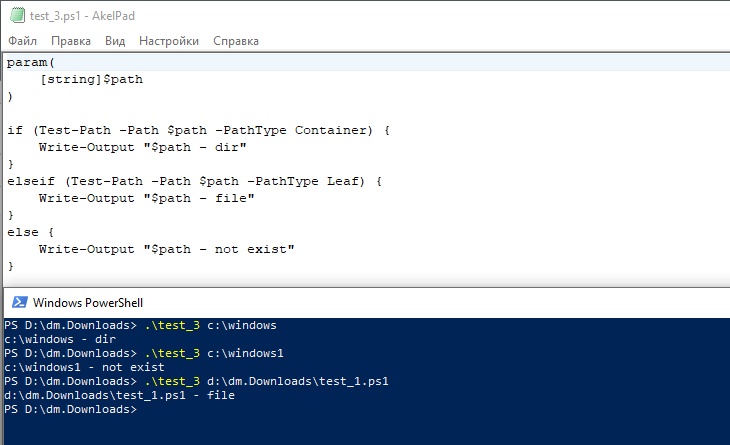 test_3.ps1 - AkelPad
Файл Правка Вид Настройки Справка
param(
    [string]$path
)

if (Test-Path -Path $path -PathType Container) {
    Write-Output "$path - dir"
}
elseif (Test-Path -Path $path -PathType Leaf) {
    Write-Output "$path - file"
}
else {
    Write-Output "$path - not exist"
}
Windows PowerShell
PS D:\dm.Downloads> .\test_3 c:\windows
c:\windows - dir
PS D:\dm.Downloads> .\test_3 c:\windows1
c:\windows1 - not exist
PS D:\dm.Downloads> .\test_3 d:\dm.Downloads\test_1.ps1
d:\dm.Downloads\test_1.ps1 - file
PS D:\dm.Downloads>